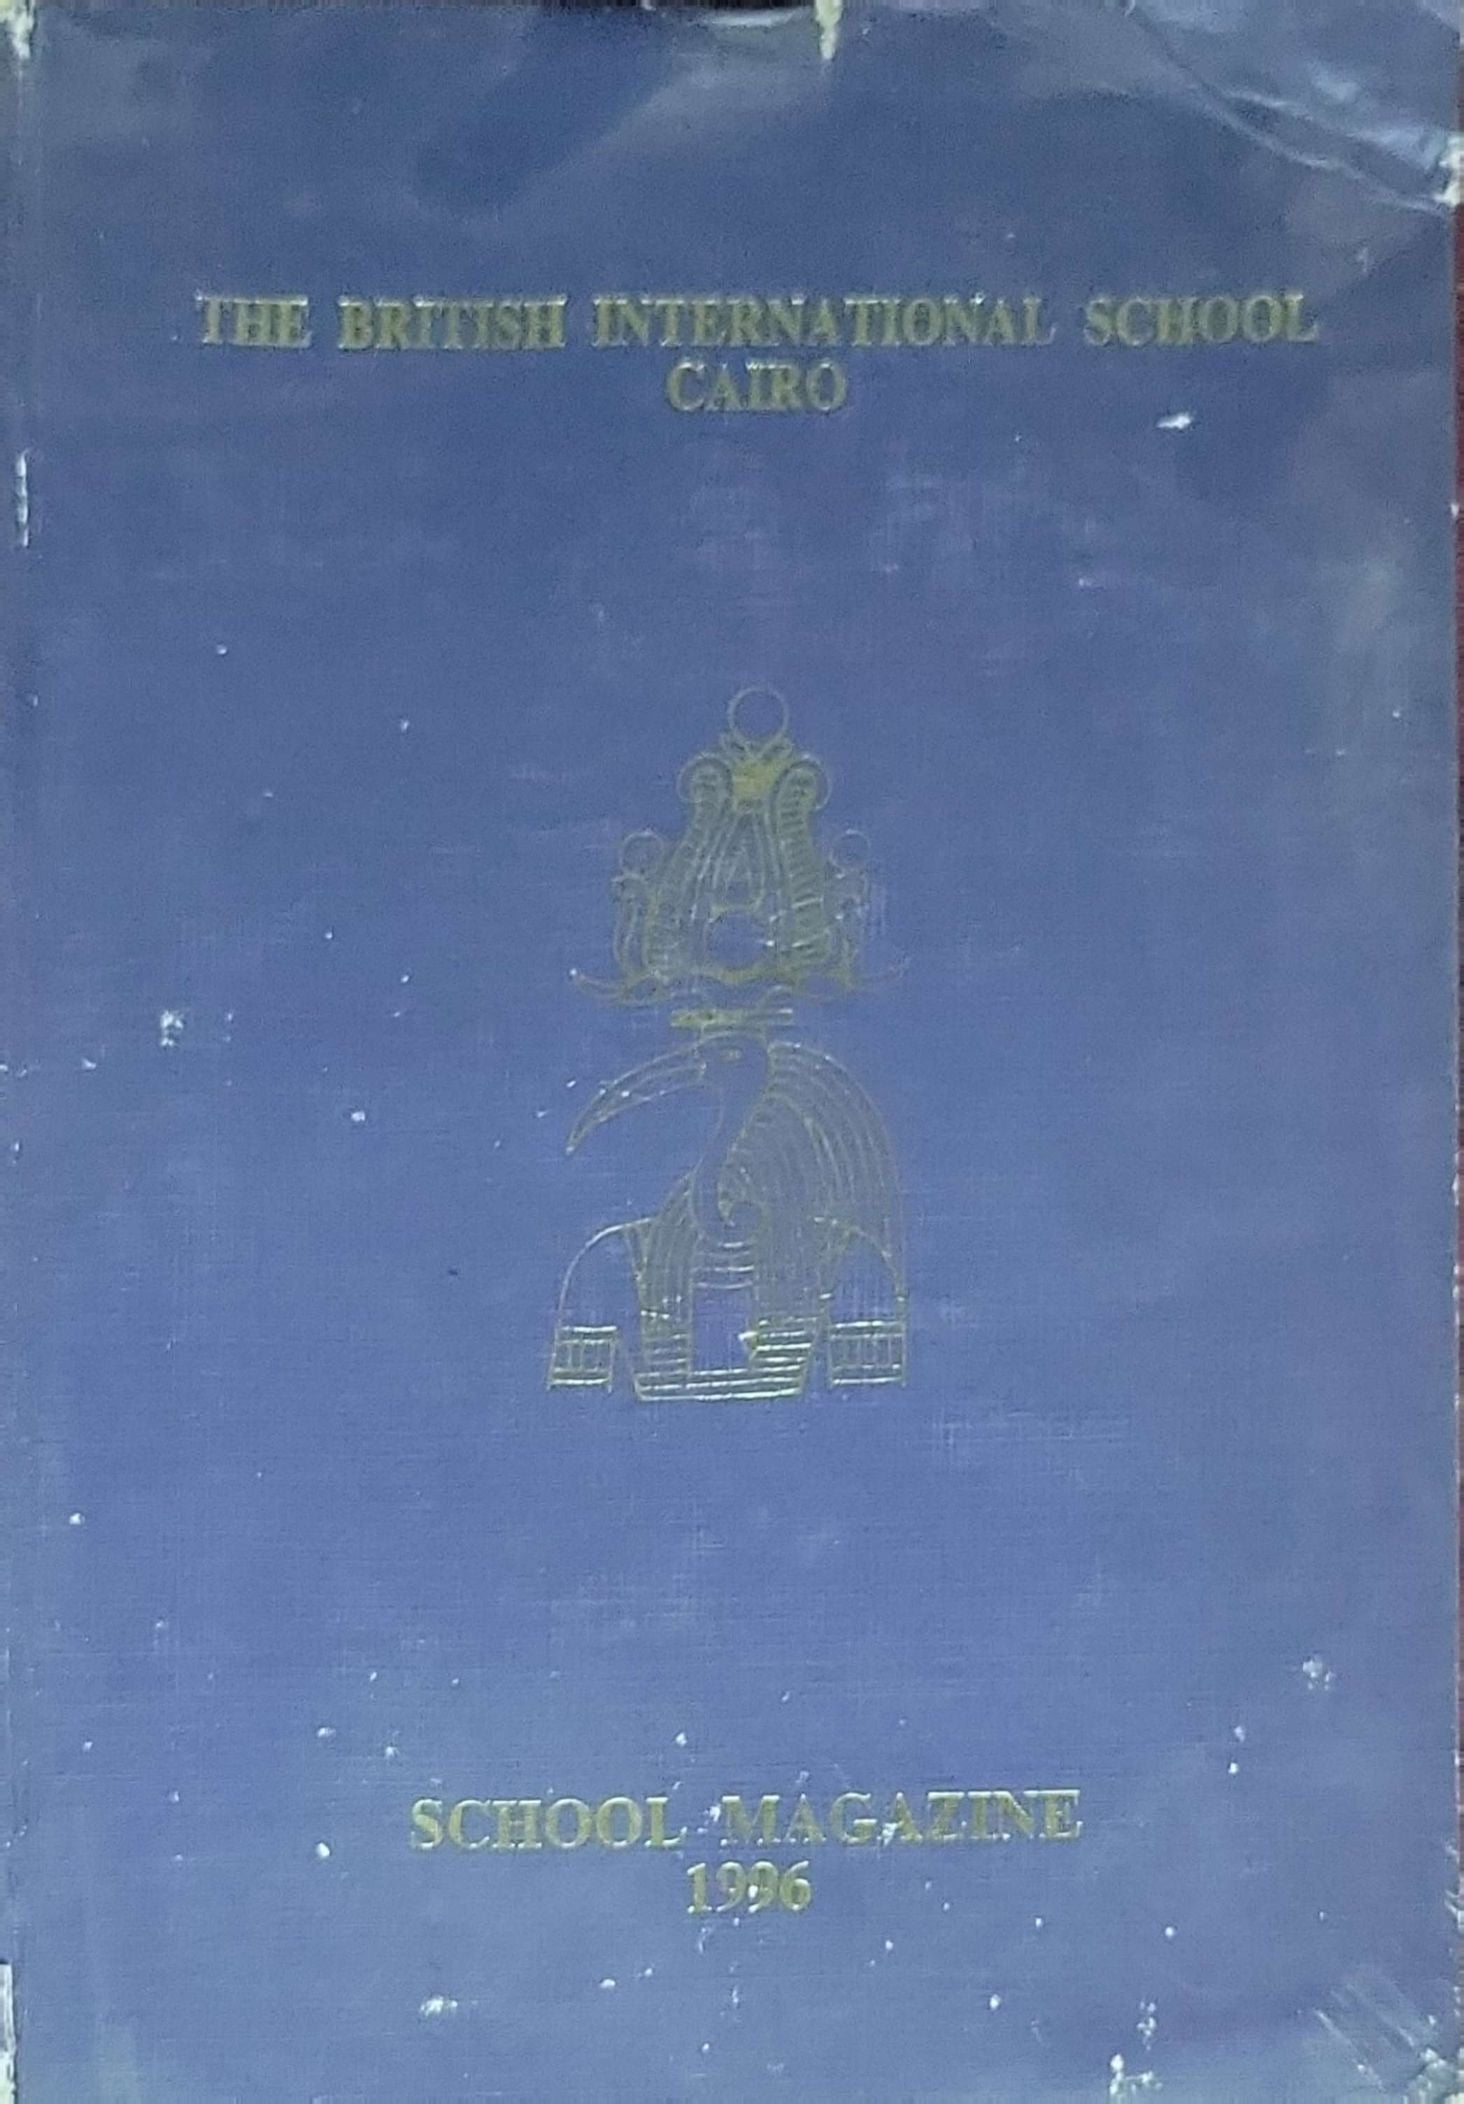 THE BRITISH INTERNATIONAL SCHOOL
CAIRO
SCHOOL MAGAZINE
1996